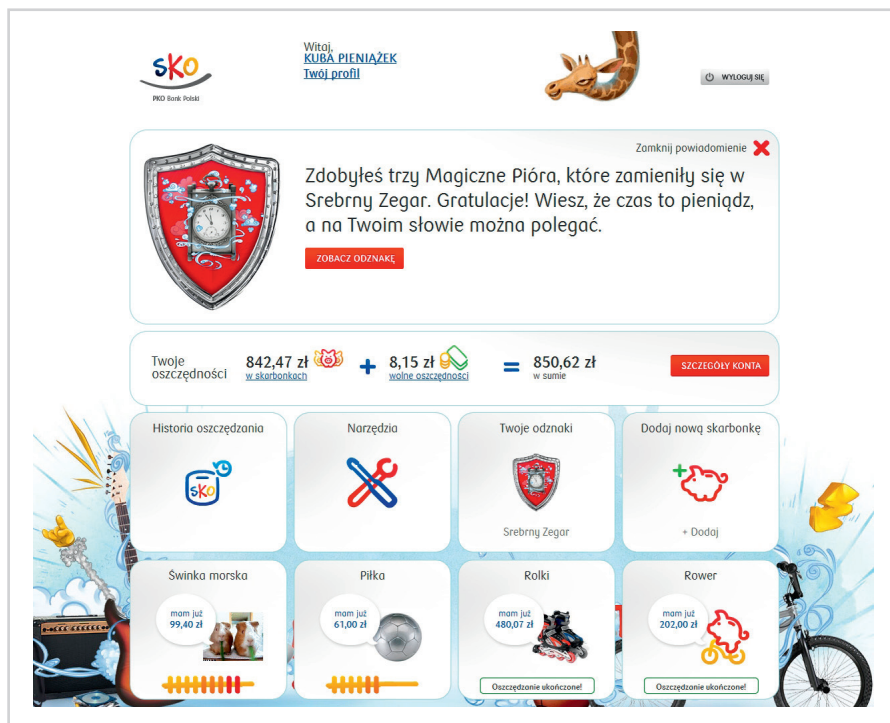 Witaj,
KUBA PIENIĄŻEK
Twój profil
sko
PKO Bank Polski
WYLOGUJ SIĘ
Zamknij powiadomienie
Zdobyłeś trzy Magiczne Pióra, które zamieniły się w
Srebrny Zegar. Gratulacje! Wiesz, że czas to pieniądz,
a na Twoim słowie można polegać.
ZOBACZ ODZNAKĘ
Twoje
oszczędności
842,47 zł + 8,15 zł = 850,62 zł
w skarbonkach wolne oszczędności w sumie
SZCZEGÓŁY KONTA
Historia oszczędzania
sko
Narzędzia
Twoje odznaki
Srebrny Zegar
Dodaj nową skarbonkę
+ Dodaj
Świnka morska
mam już
99,40 zł
Piłka
mam już
61,00 zł
Rolki
mam już
480,07 zł
Oszczędzanie ukończone!
Rower
mam już
202,00 zł
Oszczędzanie ukończone!